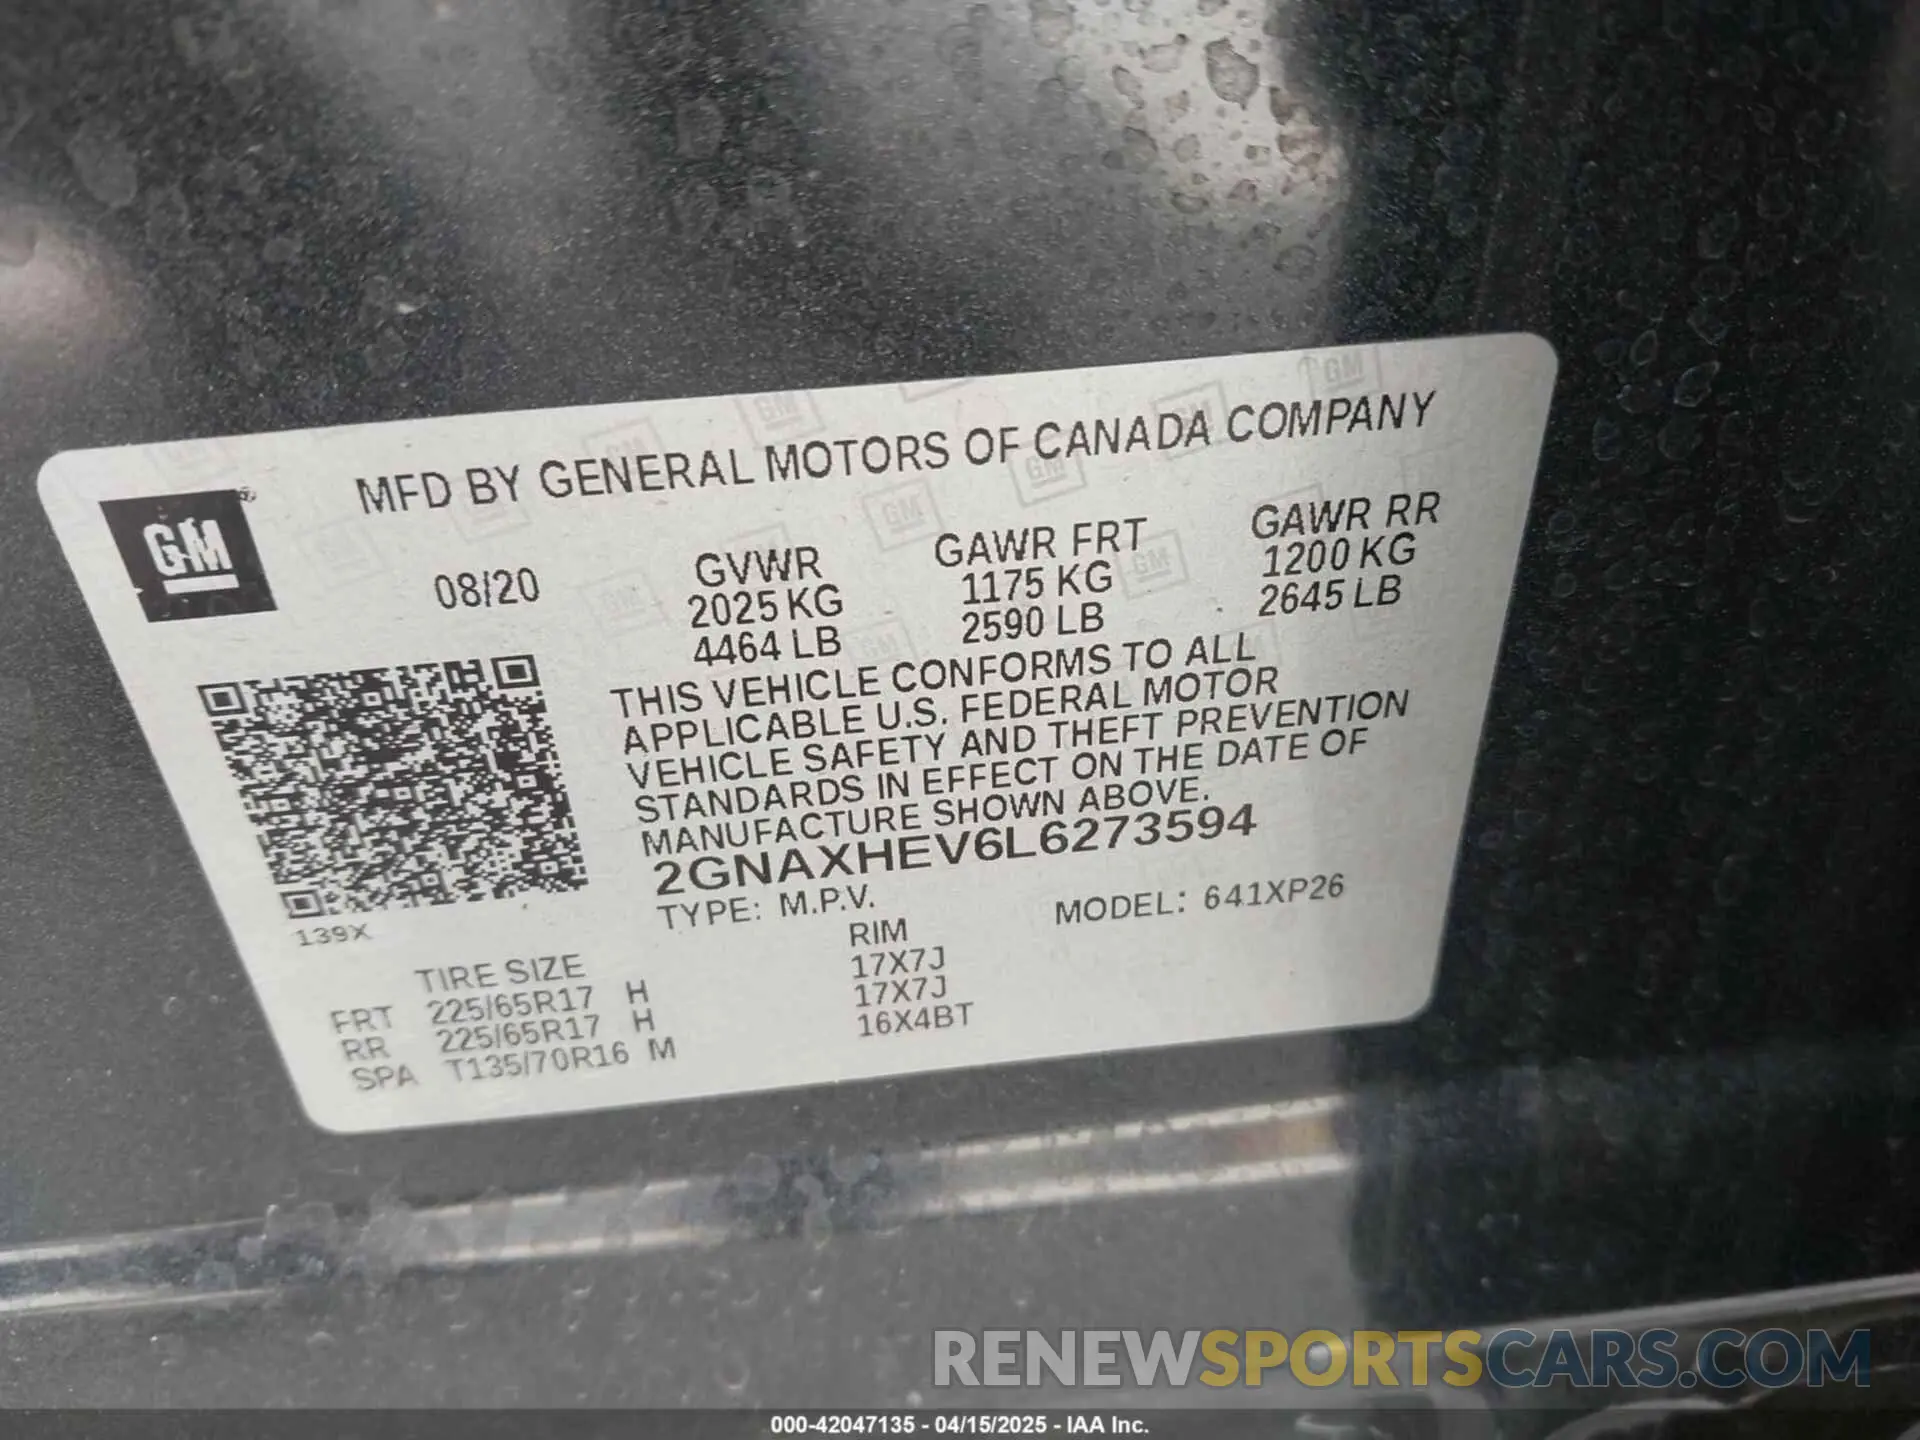 MFD BY GENERAL MOTORS OF CANADA COMPANY
GM
08/20
GVWR
2025 KG
4464 LB
GAWR FRT
1175 KG
2590 LB
GAWR RR
1200 KG
2645 LB
THIS VEHICLE CONFORMS TO ALL
APPLICABLE U.S. FEDERAL MOTOR
VEHICLE SAFETY AND THEFT PREVENTION
STANDARDS IN EFFECT ON THE DATE OF
MANUFACTURE SHOWN ABOVE.
2GNAXHEV6L6273594
TYPE: M.P.V.
MODEL: 641XP26
139X
TIRE SIZE RIM
FRT 225/65R17 H 17X7J
RR 225/65R17 H 17X7J
SPA T135/70R16 M 16X4BT
RENEWSPORTSCARS.COM
000-42047135 - 04/15/2025 - IAA Inc.